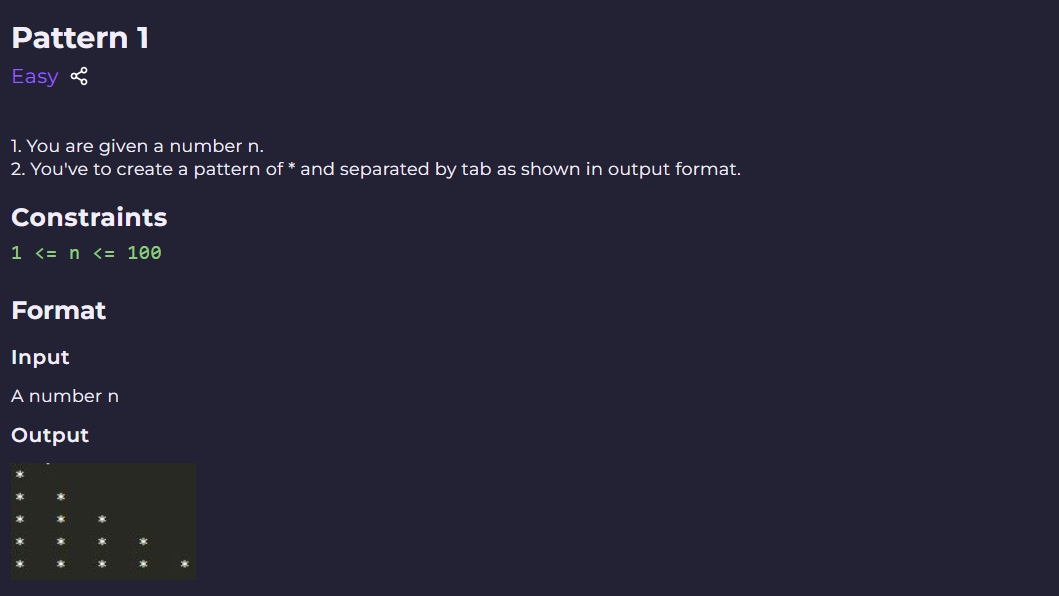 Pattern 1
Easy
1. You are given a number n.
2. You've to create a pattern of * and separated by tab as shown in output format.
Constraints
1 <= n <= 100
Format
Input
A number n
Output
*
* *
* * *
* * * *
* * * * *